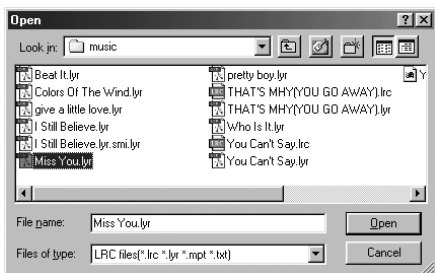 Open
Look in: music
Beat It.lyr
Colors Of The Wind.lyr
give a little love.lyr
I Still Believe.lyr
I Still Believe.lyr.smi.lyr
Miss You.lyr
pretty boy.lyr
THAT'S MHY(YOU GO AWAY).lrc
THAT'S MHY(YOU GO AWAY).lyr
Who Is It.lyr
You Can't Say.lrc
You Can't Say.lyr
Y
File name: Miss You.lyr Open
Files of type: LRC files(*.lrc *.lyr *.mpt *.txt) Cancel